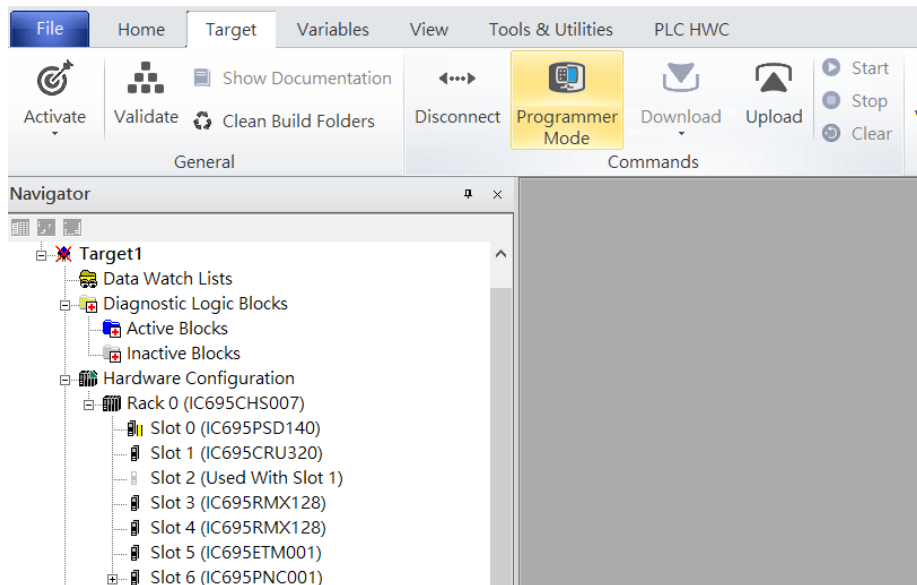 File Home Target Variables View Tools & Utilities PLC HWC
Activate
Validate
Show Documentation
Clean Build Folders
General
Disconnect
Programmer
Mode
Download
Upload
Start
Stop
Clear
Commands
Navigator
Target1
Data Watch Lists
Diagnostic Logic Blocks
Active Blocks
Inactive Blocks
Hardware Configuration
Rack 0 (IC695CHS007)
Slot 0 (IC695PSD140)
Slot 1 (IC695CRU320)
Slot 2 (Used With Slot 1)
Slot 3 (IC695RMX128)
Slot 4 (IC695RMX128)
Slot 5 (IC695ETM001)
Slot 6 (IC695PNC001)